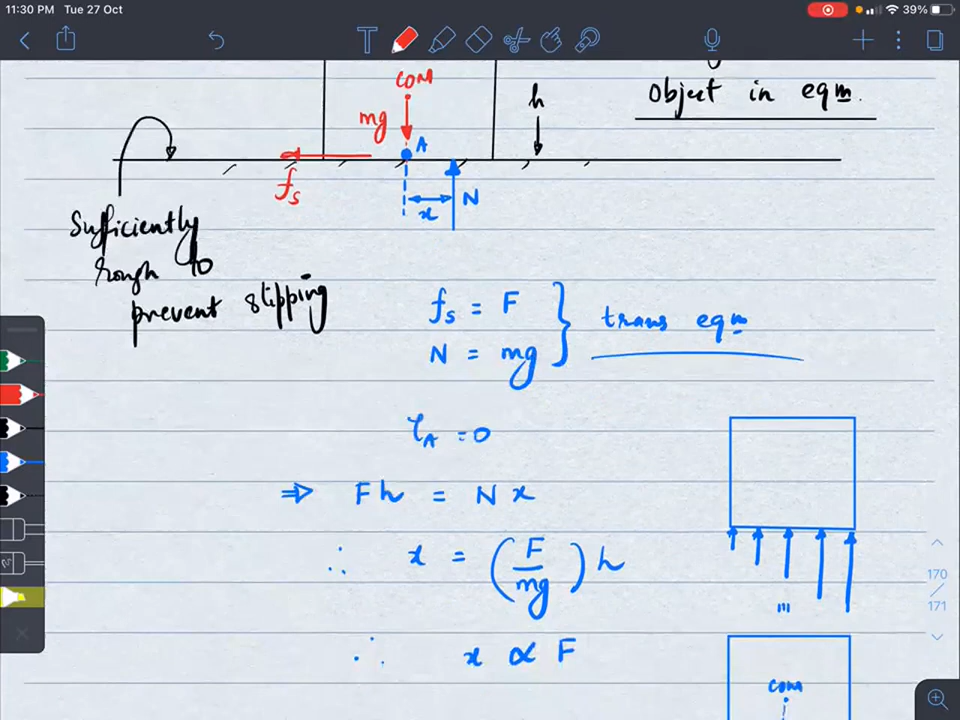 11:30 PM Tue 27 Oct
39%
T
COM
mg
A
h
object in eqm.
fs
x
N
Sufficiently
rough to
prevent slipping
fs = F
N = mg
trans eqm
τA = 0
⇒ Fh = Nx
∴ x = (F/mg) h
∴ x ∝ F
170
/
171
COM